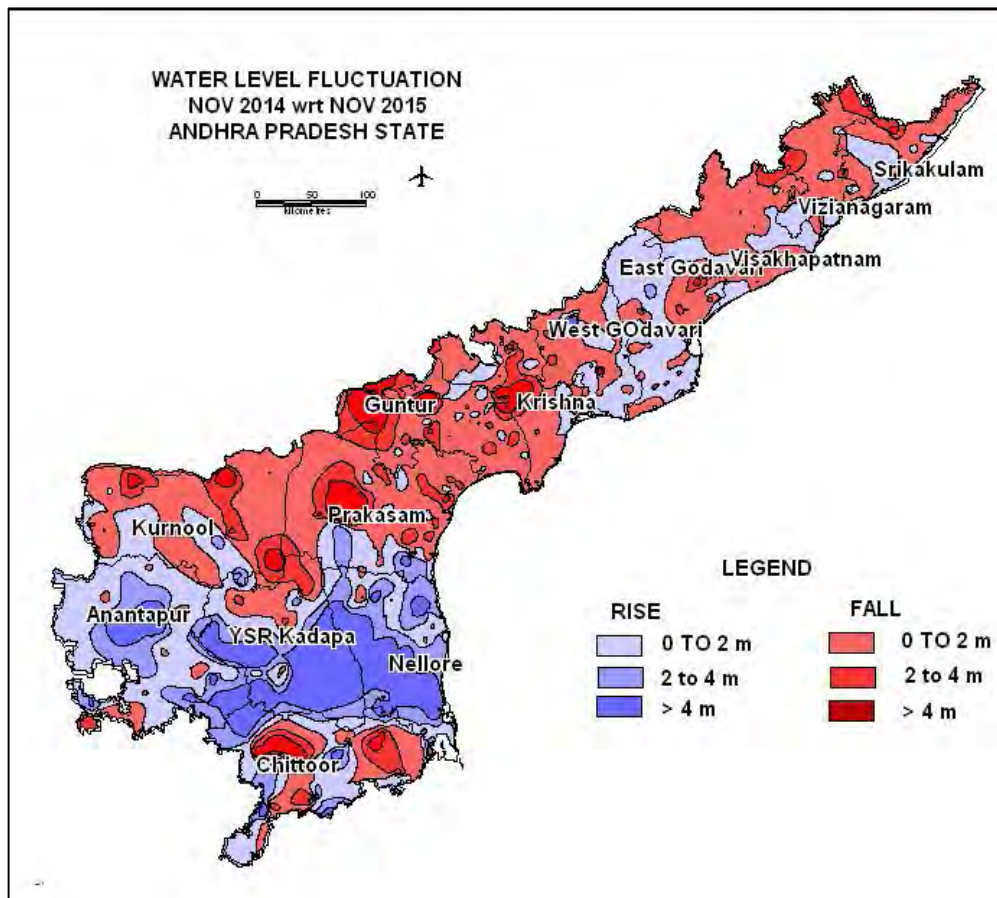 WATER LEVEL FLUCTUATION
NOV 2014 wrt NOV 2015
ANDHRA PRADESH STATE
0 50 100
kilometres
Srikakulam
Vizianagaram
Visakhapatnam
East Godavari
West GOdavari
Krishna
Guntur
Prakasam
Kurnool
Anantapur
YSR Kadapa
Nellore
Chittoor
LEGEND
RISE FALL
0 TO 2 m 0 TO 2 m
2 to 4 m 2 to 4 m
> 4 m > 4 m